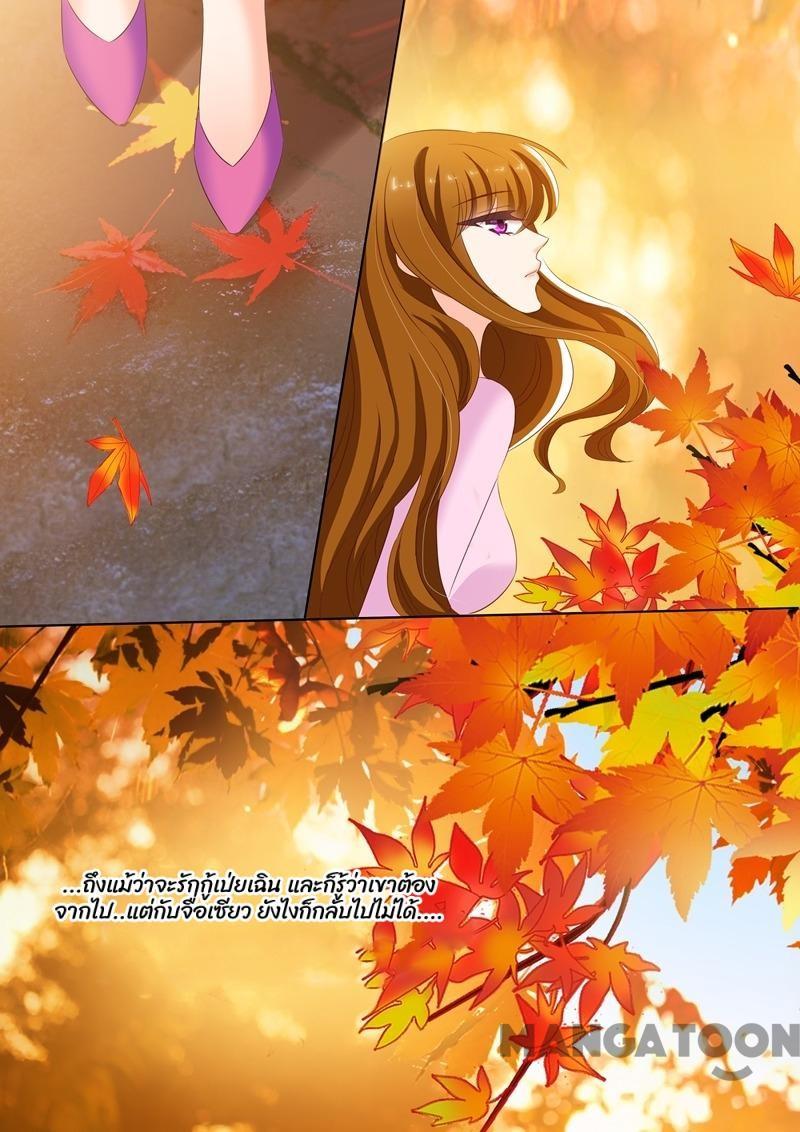 ...ถึงแม้ว่าจะรักกู้เป่ยเฉิน และก็รู้ว่าเขาต้อง
จากไป..แต่กับจื่อเซียว ยังไงก็กลับไปไม่ได้....
MANGATOON